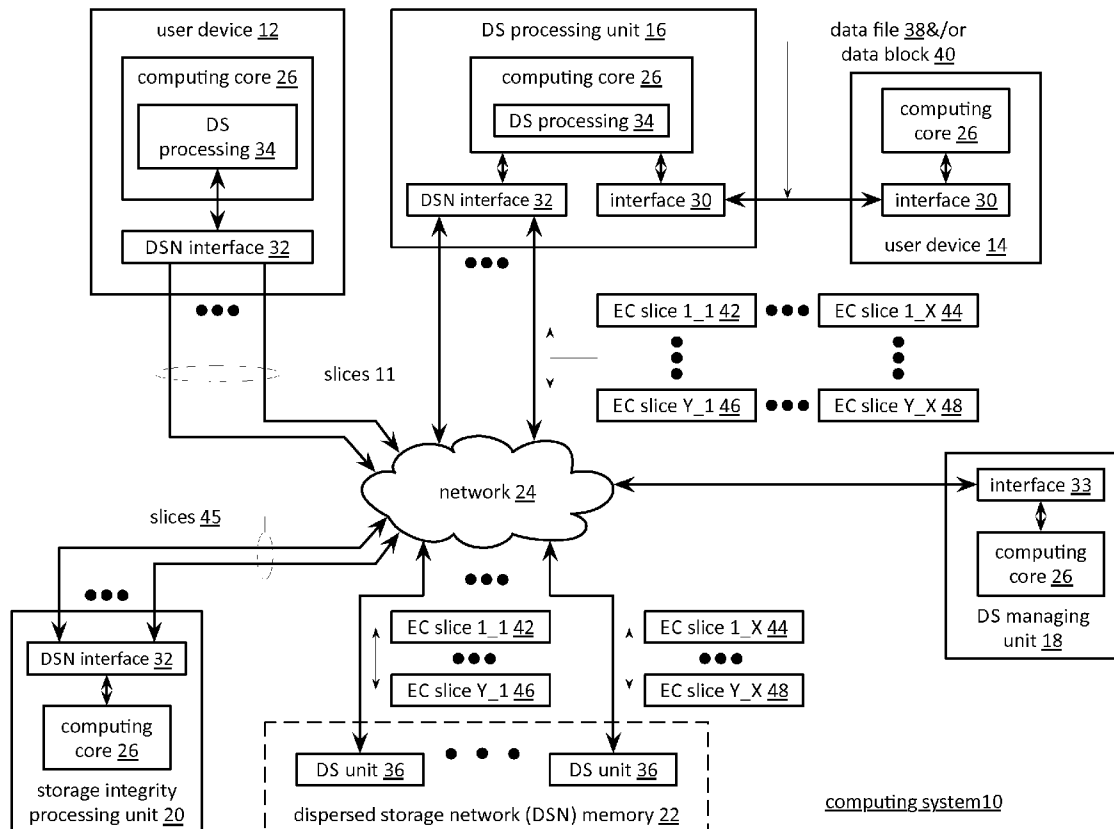 user device 12
computing core 26
DS
processing 34
DSN interface 32
DS processing unit 16
computing core 26
DS processing 34
DSN interface 32
interface 30
data file 38&/or
data block 40
computing
core 26
interface 30
user device 14
EC slice 1_1 42
EC slice 1_X 44
EC slice Y_1 46
EC slice Y_X 48
slices 11
network 24
interface 33
computing
core 26
DS managing
unit 18
slices 45
DSN interface 32
computing
core 26
storage integrity
processing unit 20
EC slice 1_1 42
EC slice Y_1 46
EC slice 1_X 44
EC slice Y_X 48
DS unit 36
DS unit 36
dispersed storage network (DSN) memory 22
computing system10